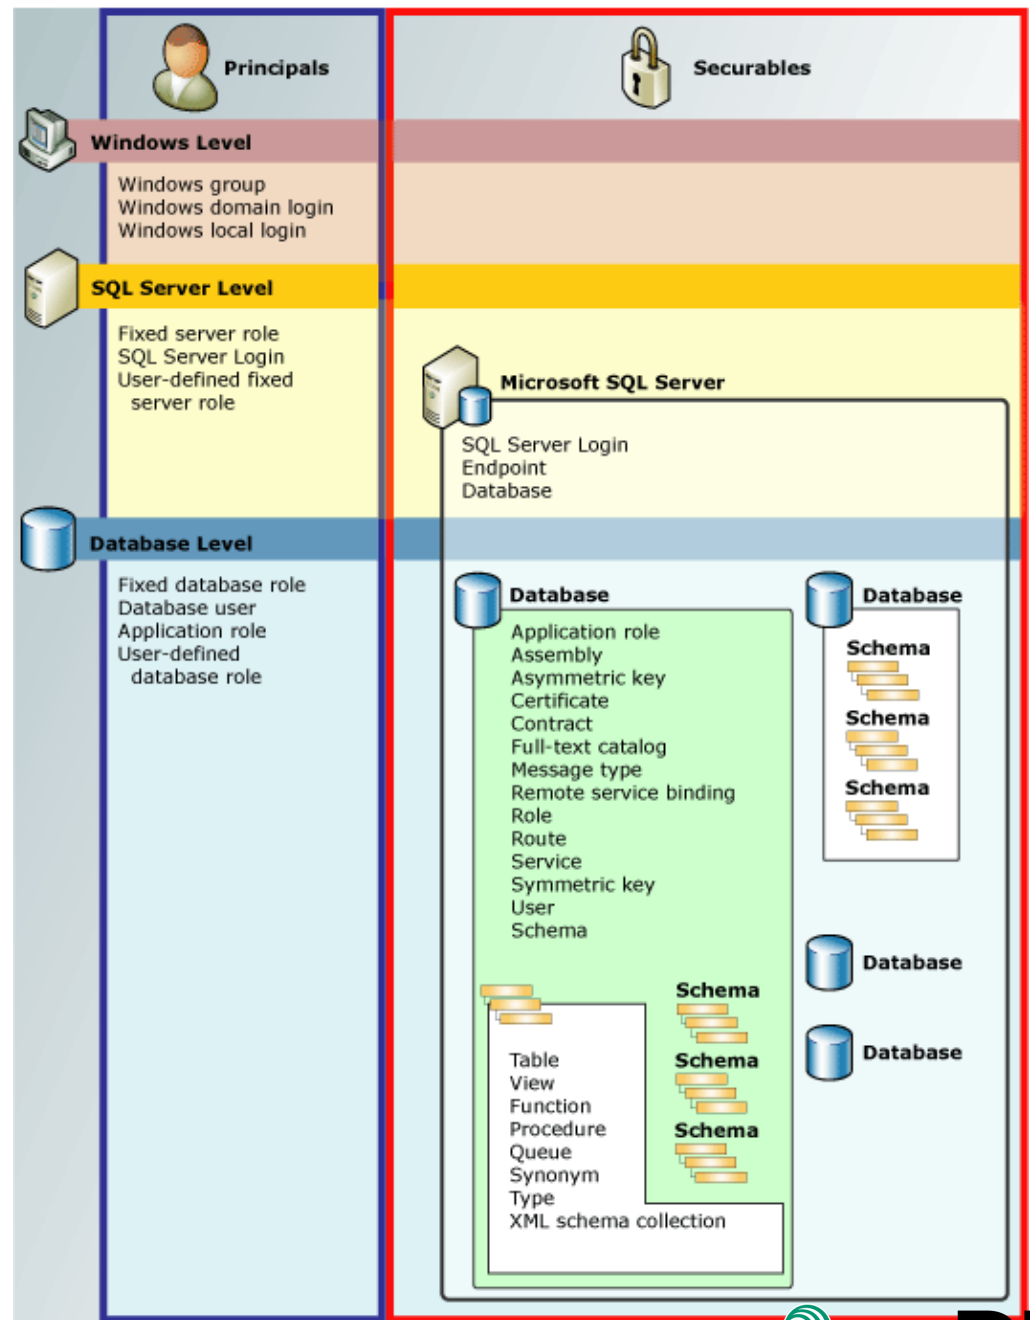 Principals
Securables
Windows Level
Windows group
Windows domain login
Windows local login
SQL Server Level
Fixed server role
SQL Server Login
User-defined fixed
server role
Microsoft SQL Server
SQL Server Login
Endpoint
Database
Database Level
Fixed database role
Database user
Application role
User-defined
database role
Database
Application role
Assembly
Asymmetric key
Certificate
Contract
Full-text catalog
Message type
Remote service binding
Role
Route
Service
Symmetric key
User
Schema
Table
View
Function
Procedure
Queue
Synonym
Type
XML schema collection
Schema
Schema
Schema
Database
Schema
Schema
Schema
Database
Database